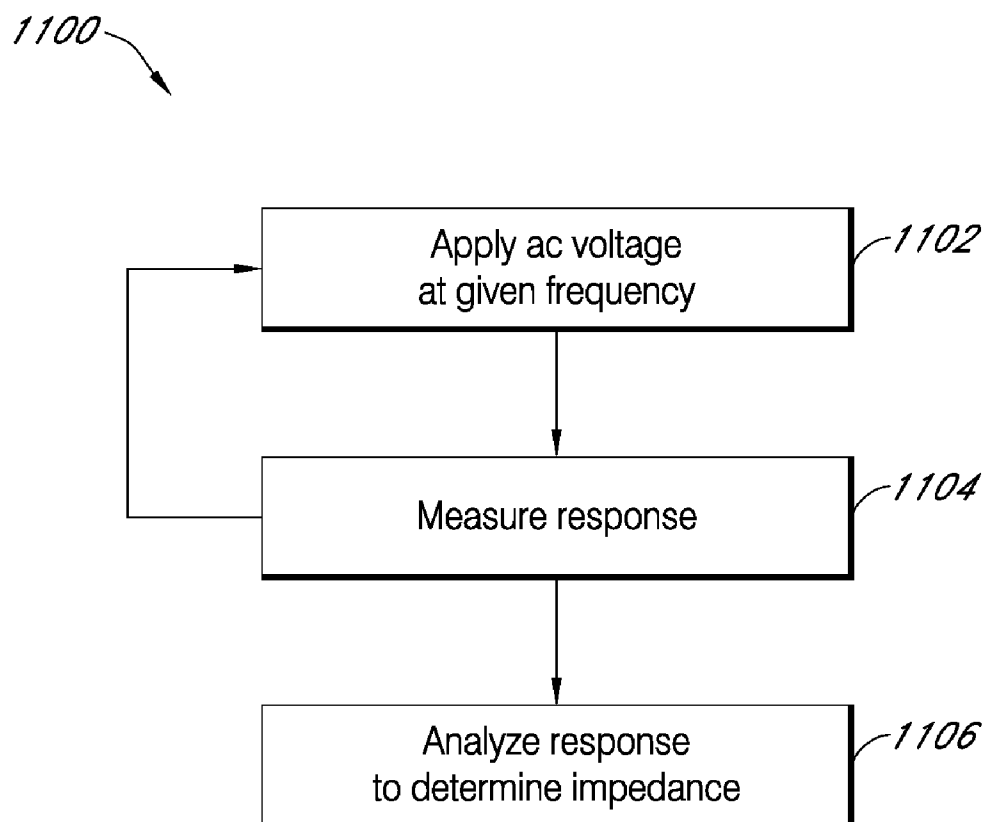 1100
Apply ac voltage
at given frequency
1102
Measure response
1104
Analyze response
to determine impedance
1106